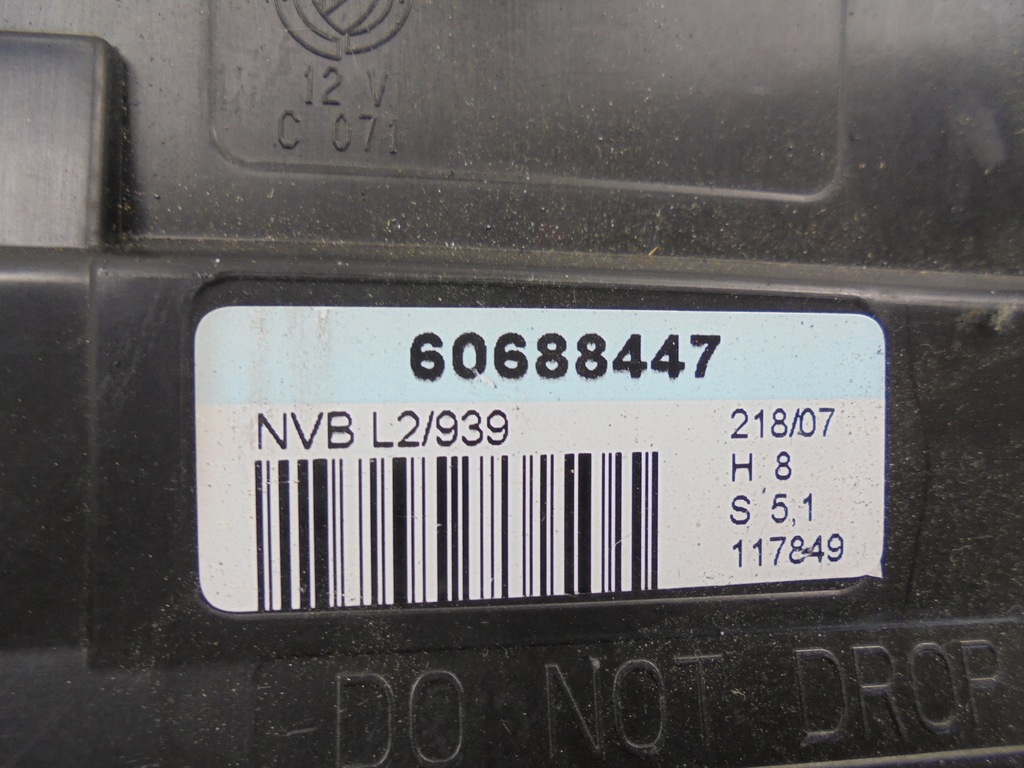 12 V
C 071
60688447
NVB L2/939
218/07
H 8
S 5,1
117849
-DO NOT DROP